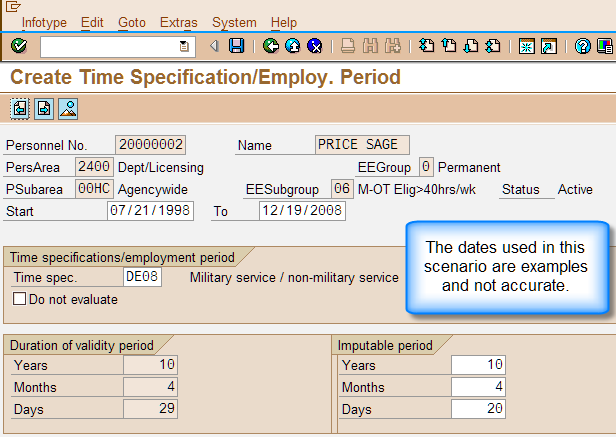 Infotype Edit Goto Extras System Help
Create Time Specification/Employ. Period
Personnel No. 20000002 Name PRICE SAGE
PersArea 2400 Dept/Licensing EEGroup 0 Permanent
PSubarea 00HC Agencywide EESubgroup 06 M-OT Elig>40hrs/wk Status Active
Start 07/21/1998 To 12/19/2008
The dates used in this
scenario are examples
and not accurate.
Time specifications/employment period
Time spec. DE08 Military service / non-military service
Do not evaluate
Duration of validity period Imputable period
Years 10 Years 10
Months 4 Months 4
Days 29 Days 20